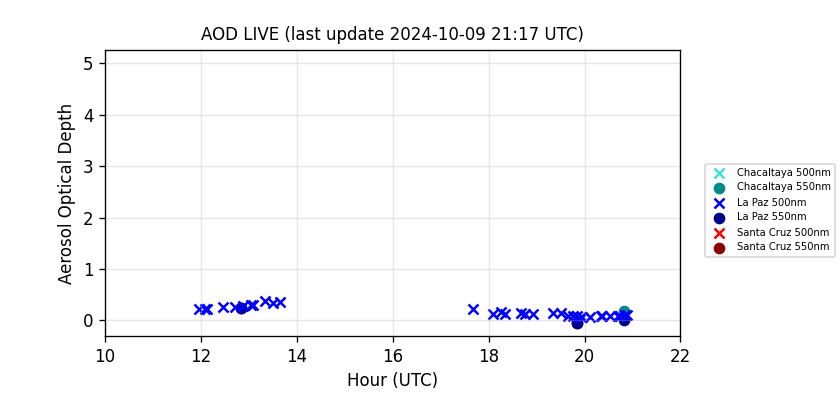 AOD LIVE (last update 2024-10-09 21:17 UTC)
Aerosol Optical Depth
5
4
3
2
1
0
10 12 14 16 18 20 22
Hour (UTC)
Chacaltaya 500nm
Chacaltaya 550nm
La Paz 500nm
La Paz 550nm
Santa Cruz 500nm
Santa Cruz 550nm